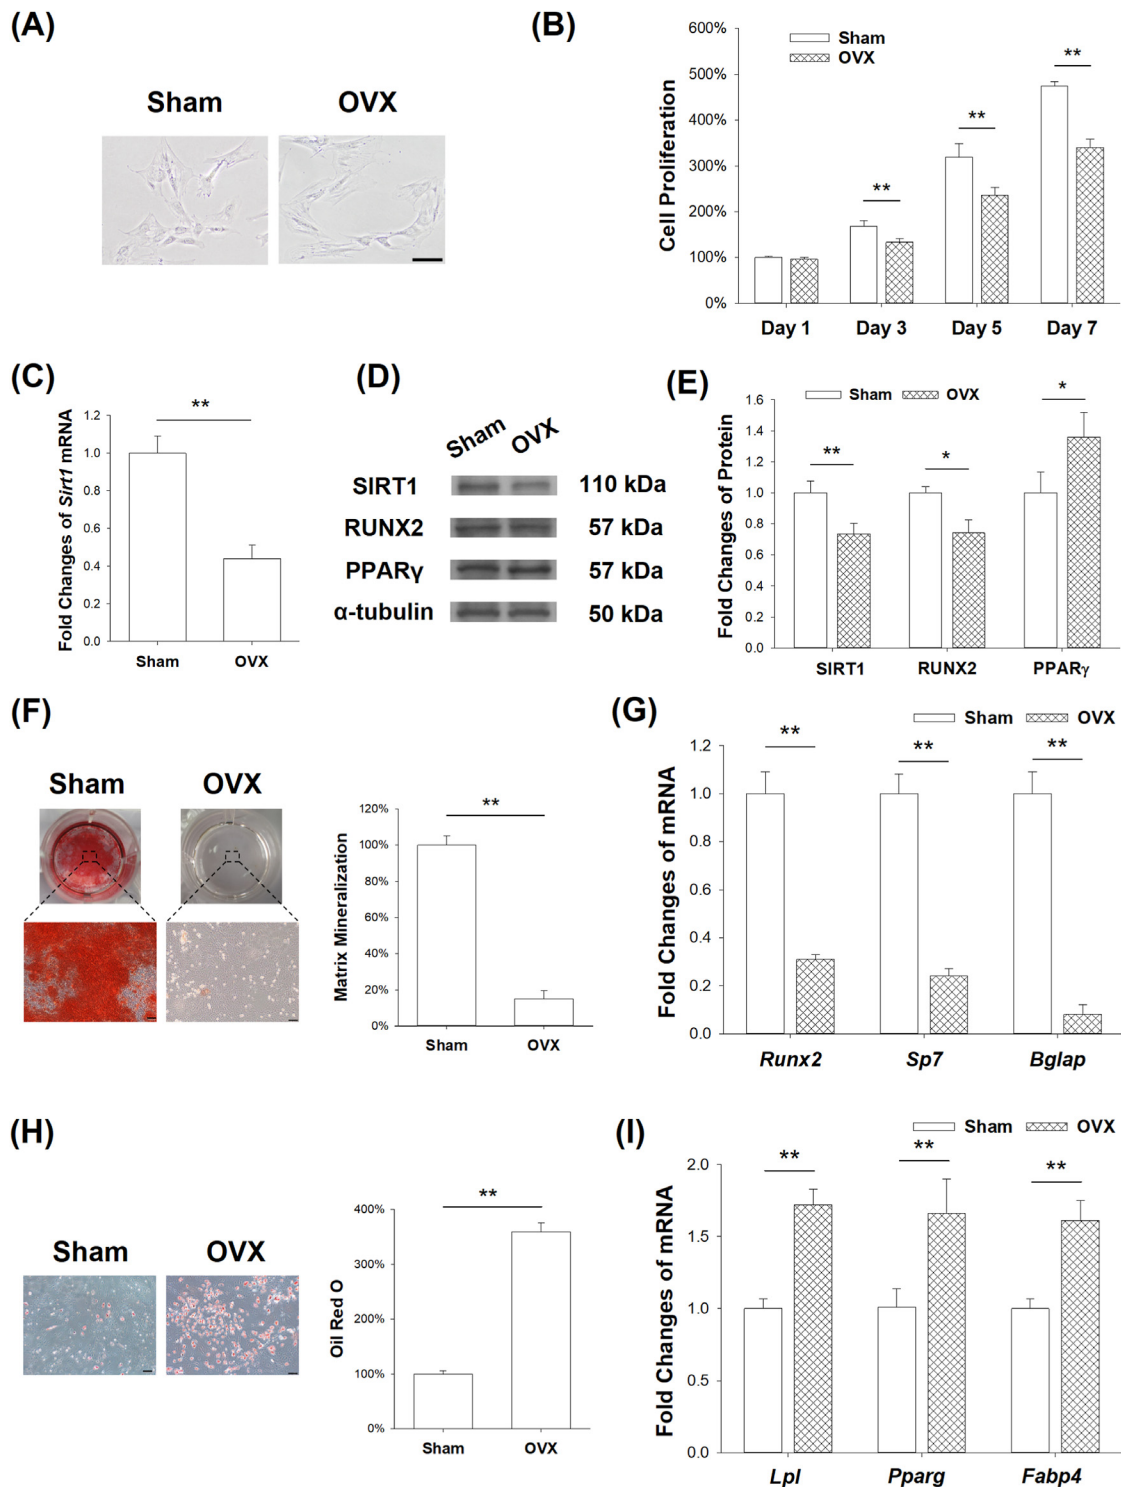 (A)
Sham OVX
(B)
Sham
OVX
Cell Proliferation
600%
500%
400%
300%
200%
100%
0%
** ** **
Day 1 Day 3 Day 5 Day 7
(C)
Fold Changes of Sirt1 mRNA
1.2
1.0
0.8
0.6
0.4
0.2
0.0
**
Sham OVX
(D)
Sham OVX
SIRT1 110 kDa
RUNX2 57 kDa
PPARγ 57 kDa
α-tubulin 50 kDa
(E)
Sham OVX
Fold Changes of Protein
1.6
1.4
1.2
1.0
0.8
0.6
0.4
0.2
0.0
** * *
SIRT1 RUNX2 PPARγ
(F)
Sham OVX
Matrix Mineralization
120%
100%
80%
60%
40%
20%
0%
**
Sham OVX
(G)
Sham OVX
Fold Changes of mRNA
1.2
1.0
0.8
0.6
0.4
0.2
0.0
** ** **
Runx2 Sp7 Bglap
(H)
Sham OVX
Oil Red O
400%
300%
200%
100%
0%
**
Sham OVX
(I)
Sham OVX
Fold Changes of mRNA
2.0
1.5
1.0
0.5
0.0
** ** **
Lpl Pparg Fabp4